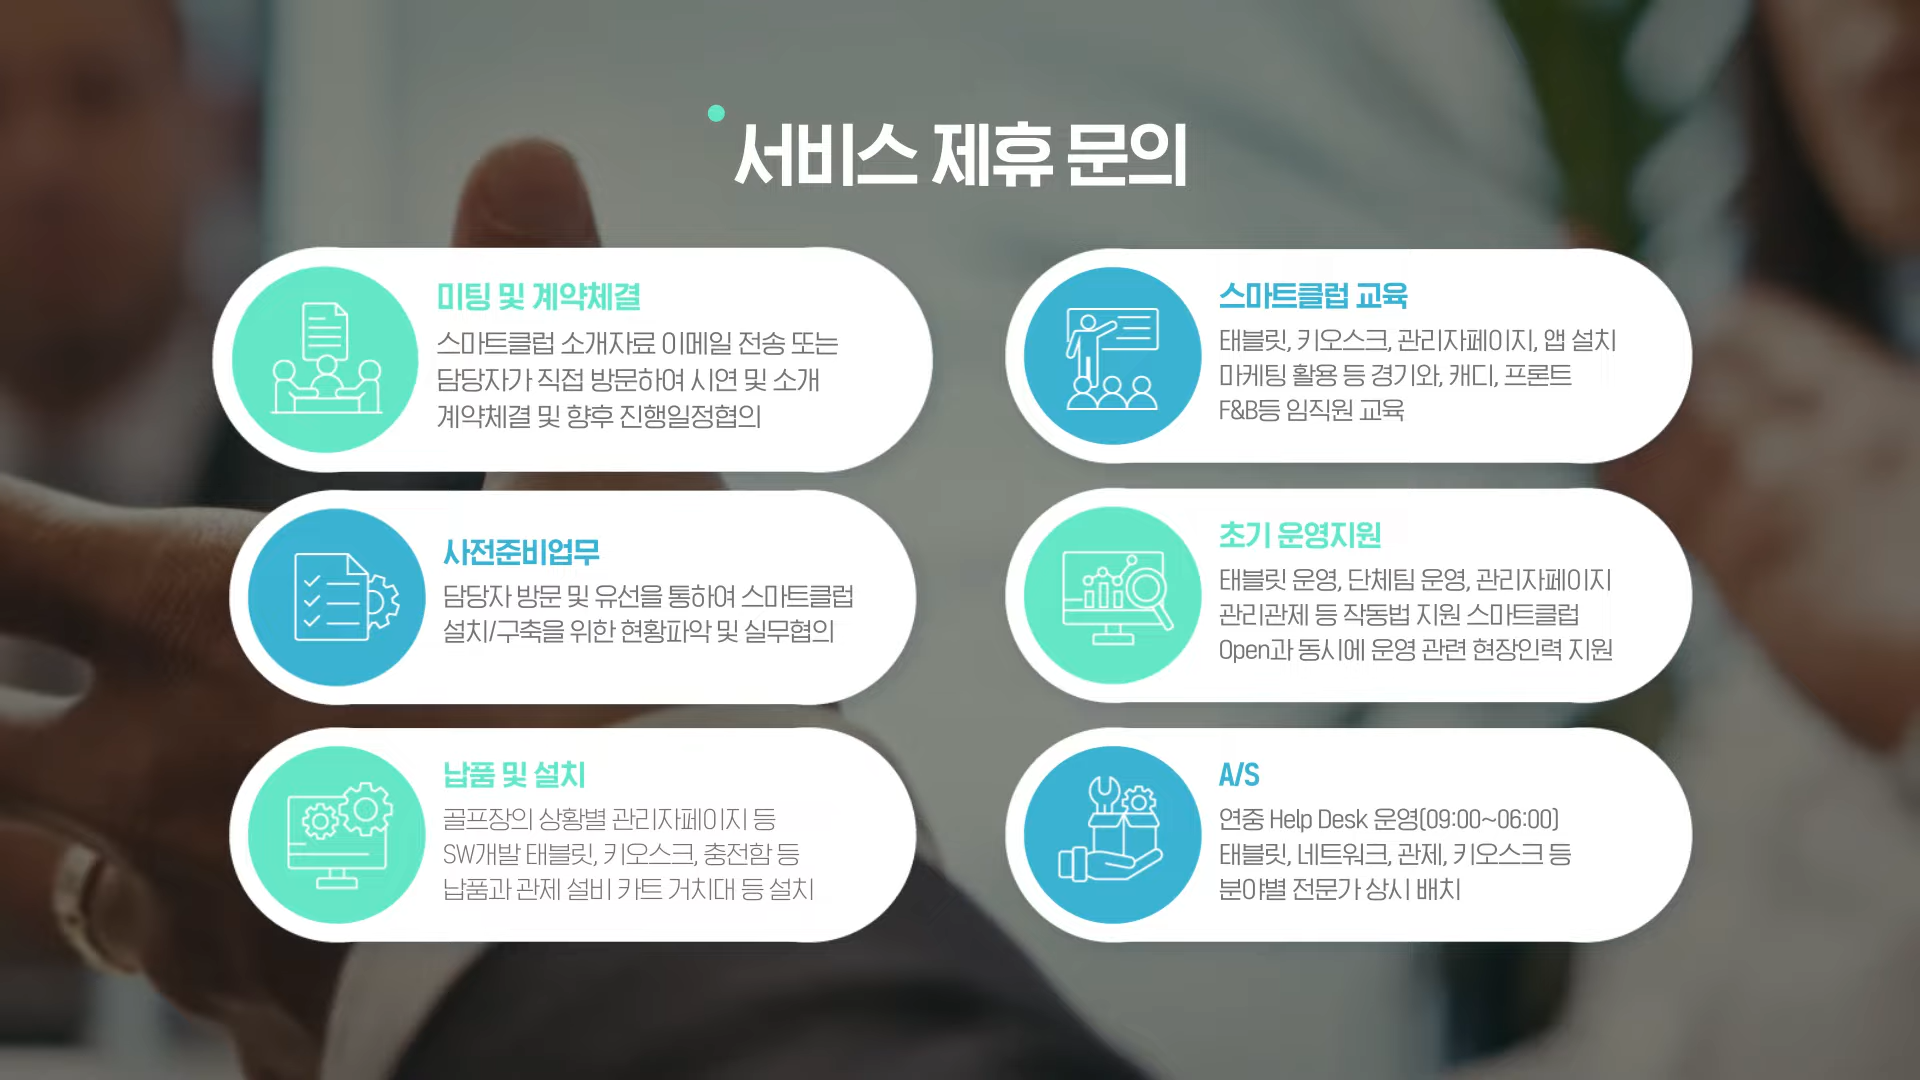 서비스 제휴 문의
미팅 및 계약체결
스마트클럽 소개자료 이메일 전송 또는
담당자가 직접 방문하여 시연 및 소개
계약체결 및 향후 진행일정협의
사전준비업무
담당자 방문 및 유선을 통하여 스마트클럽
설치/구축을 위한 현황파악 및 실무협의
납품 및 설치
골프장의 상황별 관리자페이지 등
SW개발 태블릿, 키오스크, 충전함 등
납품과 관제 설비 카트 거치대 등 설치
스마트클럽 교육
태블릿, 키오스크, 관리자페이지, 앱 설치
마케팅 활용 등 경기와, 캐디, 프론트
F&B등 임직원 교육
초기 운영지원
태블릿 운영, 단체팀 운영, 관리자페이지
관리관제 등 작동법 지원 스마트클럽
Open과 동시에 운영 관련 현장인력 지원
A/S
연중 Help Desk 운영(09:00~06:00)
태블릿, 네트워크, 관제, 키오스크 등
분야별 전문가 상시 배치